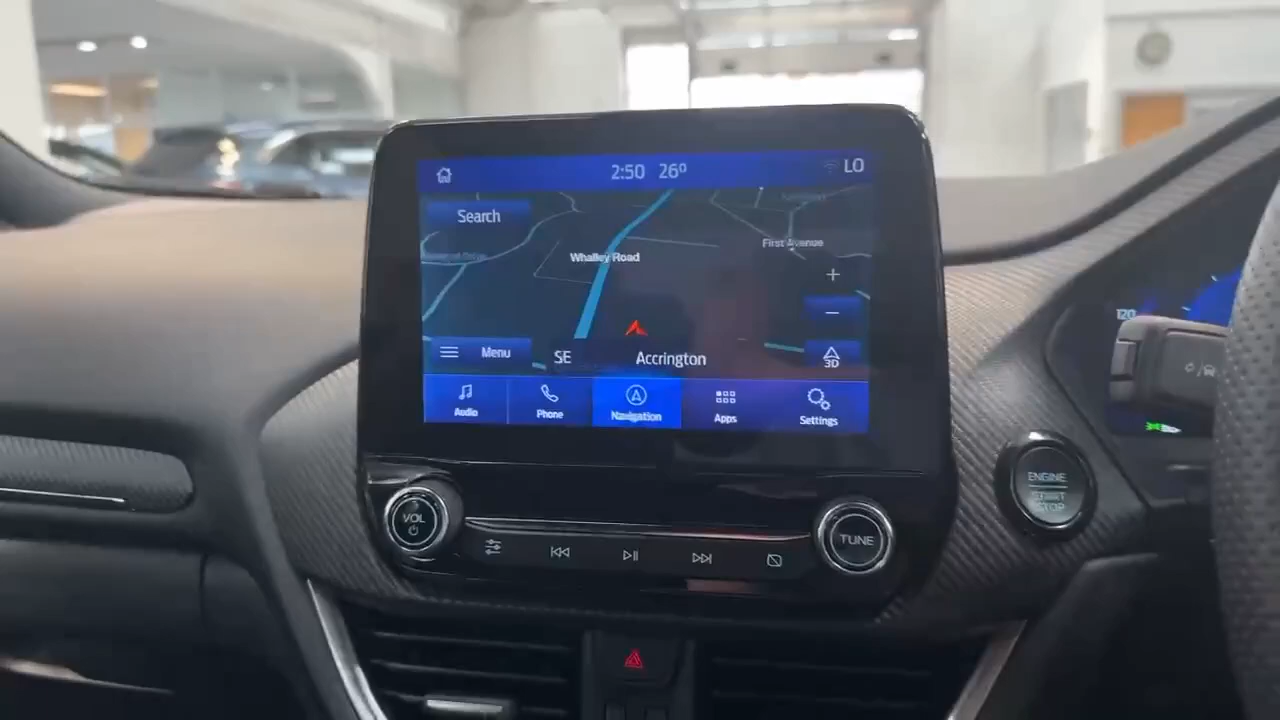 2:50 26º LO
Search
First Avenue
Whalley Road
120
Menu SE Accrington 3D
Audio Phone Navigation Apps Settings
ENGINE
START
STOP
VOL
TUNE